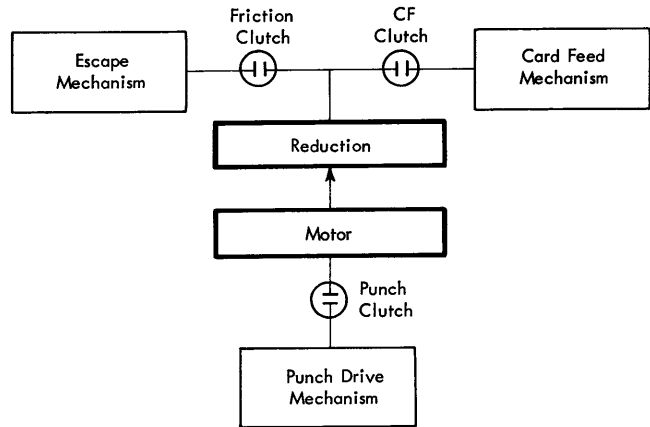 Friction
Clutch
CF
Clutch
Escape
Mechanism
Card Feed
Mechanism
Reduction
Motor
Punch
Clutch
Punch Drive
Mechanism